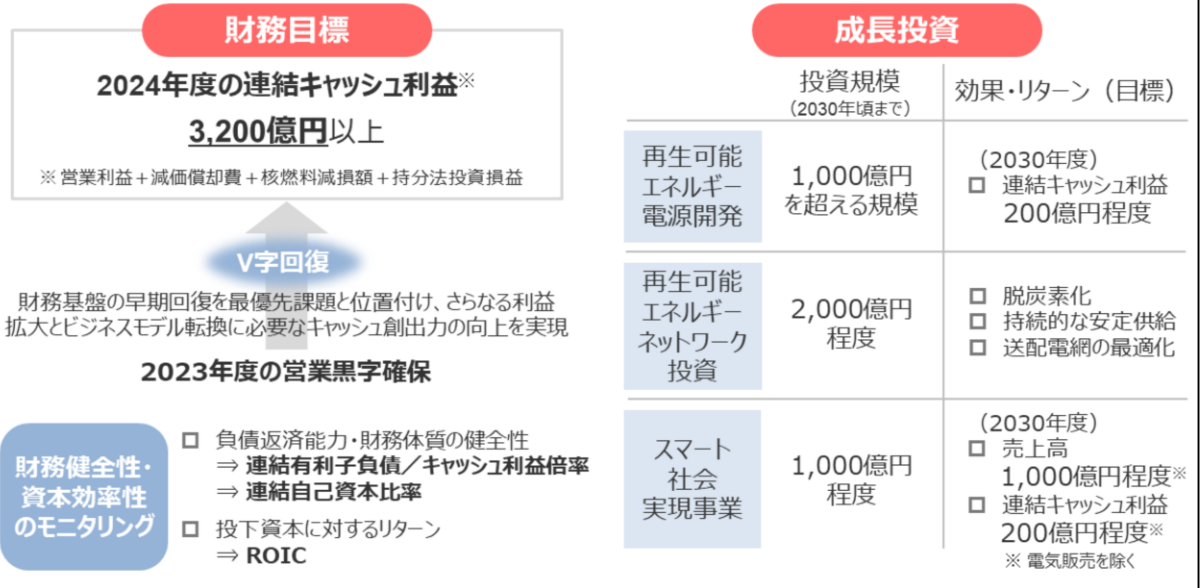 財務目標
2024年度の連結キャッシュ利益※
3,200億円以上
※営業利益＋減価償却費＋核燃料減損額＋持分法投資損益
V字回復
財務基盤の早期回復を最優先課題と位置付け、さらなる利益
拡大とビジネスモデル転換に必要なキャッシュ創出力の向上を実現
2023年度の営業黒字確保
財務健全性・
資本効率性
のモニタリング
□ 負債返済能力・財務体質の健全性
⇒ 連結有利子負債／キャッシュ利益倍率
⇒ 連結自己資本比率
□ 投下資本に対するリターン
⇒ ROIC
成長投資
投資規模
（2030年頃まで）
効果・リターン（目標）
再生可能
エネルギー
電源開発
1,000億円
を超える規模
（2030年度）
□ 連結キャッシュ利益
200億円程度
再生可能
エネルギー
ネットワーク
投資
2,000億円
程度
□ 脱炭素化
□ 持続的な安定供給
□ 送配電網の最適化
スマート
社会
実現事業
1,000億円
程度
（2030年度）
□ 売上高
1,000億円程度※
□ 連結キャッシュ利益
200億円程度※
※ 電気販売を除く